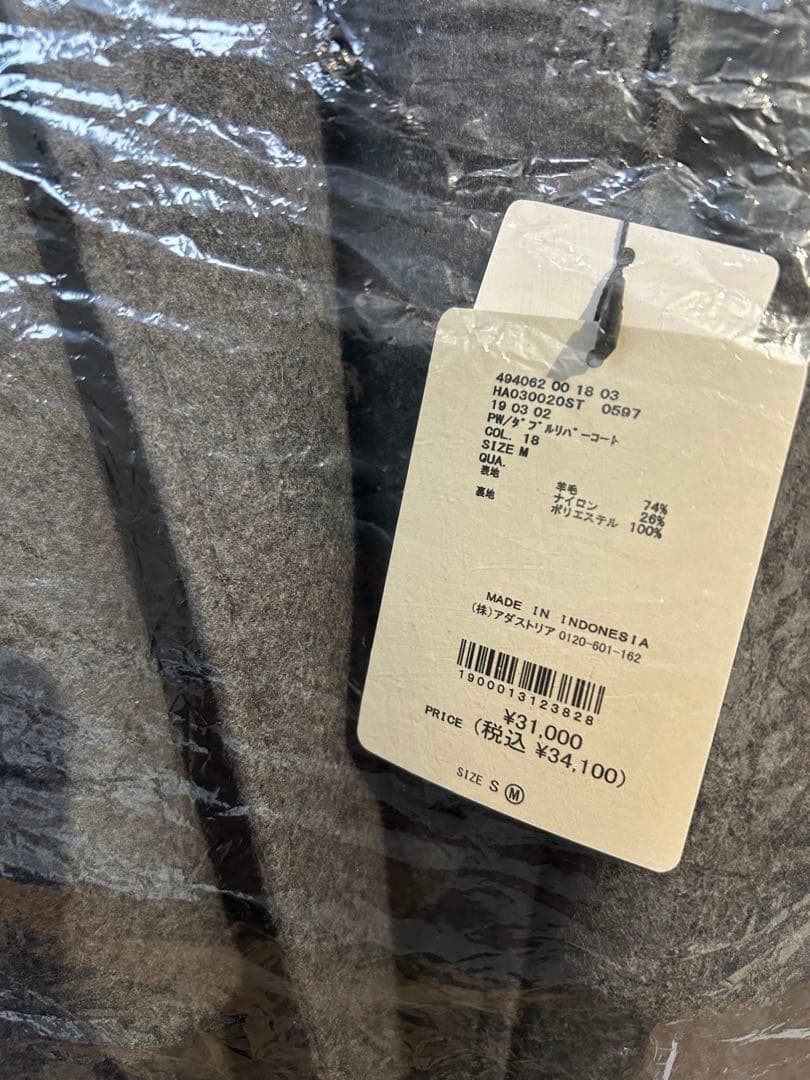 494062 00 18 03
HA030020ST 0597
19 03 02
PW/ダブルリバーコート
COL. 18
SIZE M
QUA.
表地 羊毛 74%
ナイロン 26%
裏地 ポリエステル 100%
MADE IN INDONESIA
(株)アダストリア 0120-601-162
1900013123828
PRICE ¥31,000
(税込 ¥34,100)
SIZE S M